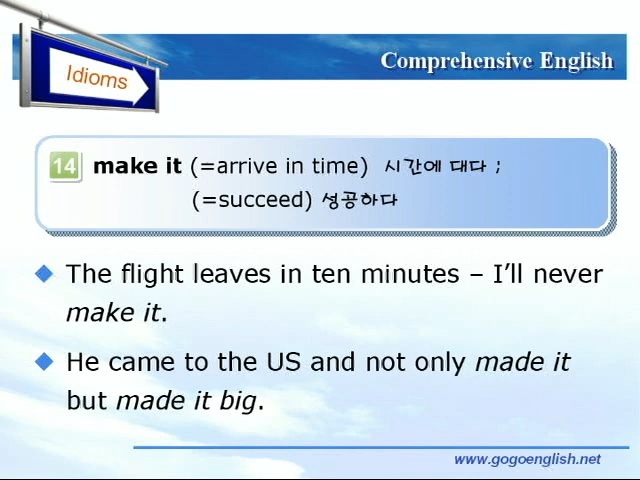 Idioms
Comprehensive English
14 make it (=arrive in time) 시간에 대다 ;
(=succeed) 성공하다
The flight leaves in ten minutes – I’ll never
make it.
He came to the US and not only made it
but made it big.
www.gogoenglish.net